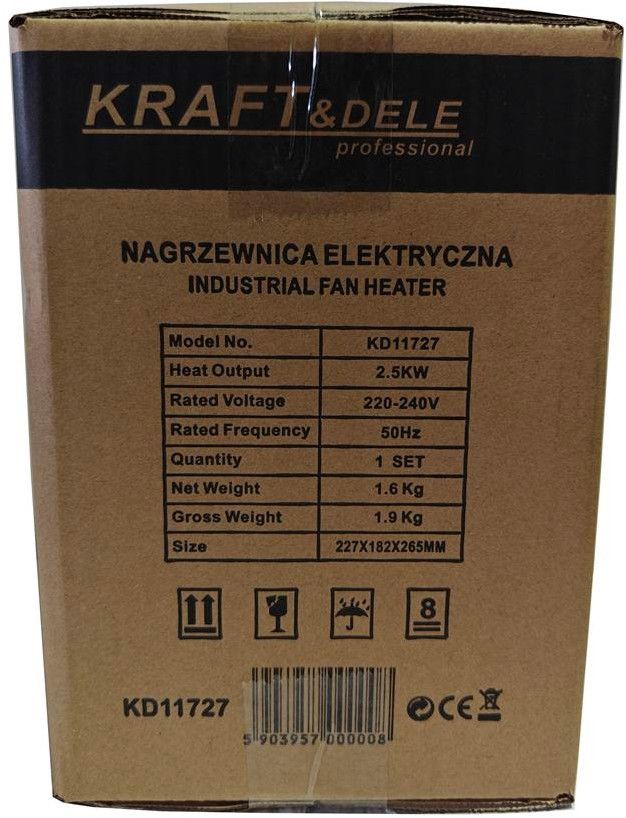 KRAFT&DELE
professional
NAGRZEWNICA ELEKTRYCZNA
INDUSTRIAL FAN HEATER
Model No. KD11727
Heat Output 2.5KW
Rated Voltage 220-240V
Rated Frequency 50Hz
Quantity 1 SET
Net Weight 1.6 Kg
Gross Weight 1.9 Kg
Size 227X182X265MM
8
KD11727
5 903957 000008
CE